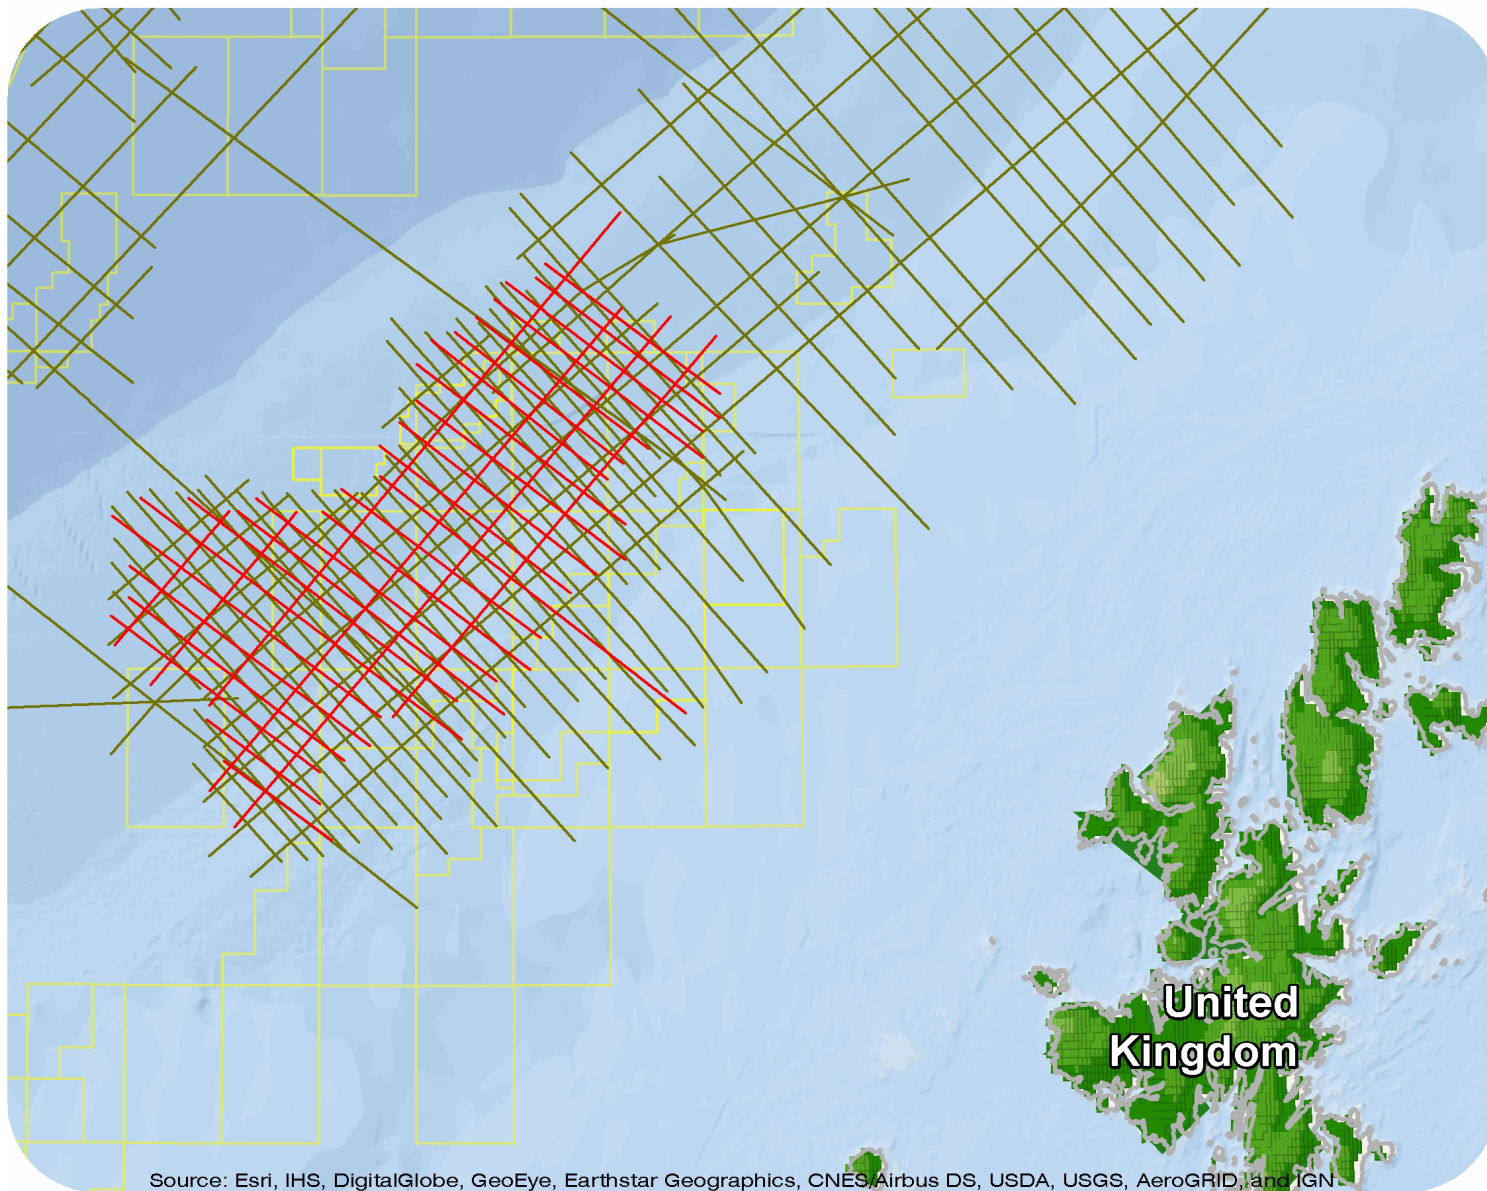 United
Kingdom
Source: Esri, IHS, DigitalGlobe, GeoEye, Earthstar Geographics, CNES/Airbus DS, USDA, USGS, AeroGRID, and IGN